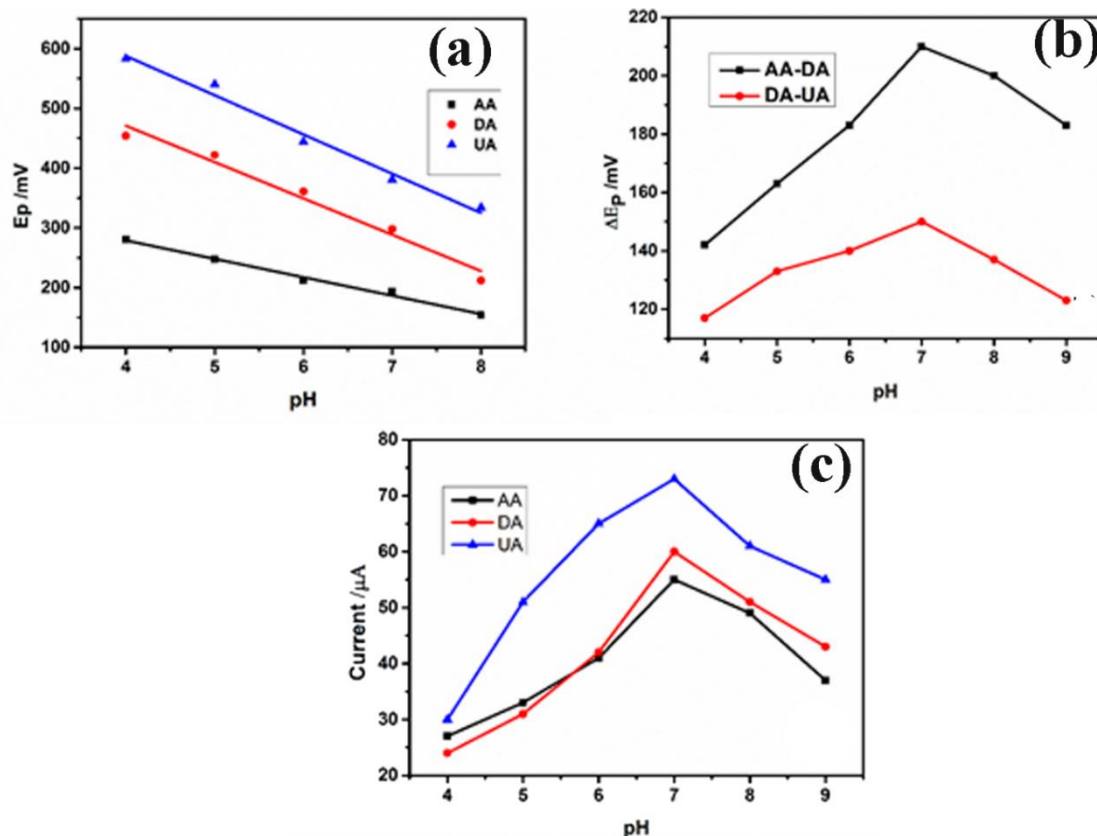 (a)
600
500
400
300
200
100
Ep /mV
AA
DA
UA
4 5 6 7 8
pH
(b)
220
200
180
160
140
120
ΔEp /mV
AA-DA
DA-UA
4 5 6 7 8 9
pH
(c)
80
70
60
50
40
30
20
Current /μA
AA
DA
UA
4 5 6 7 8 9
pH